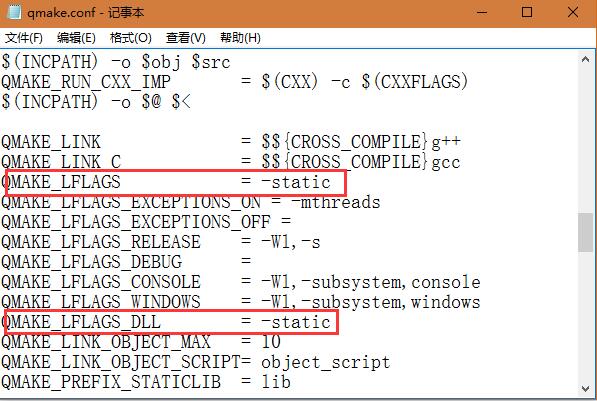 qmake.conf - 记事本
文件(F) 编辑(E) 格式(O) 查看(V) 帮助(H)
$(INCPATH) -o $obj $src
QMAKE_RUN_CXX_IMP = $(CXX) -c $(CXXFLAGS)
$(INCPATH) -o $@ $<
QMAKE_LINK = $${CROSS_COMPILE}g++
QMAKE_LINK_C = $${CROSS_COMPILE}gcc
QMAKE_LFLAGS = -static
QMAKE_LFLAGS_EXCEPTIONS_ON = -mthreads
QMAKE_LFLAGS_EXCEPTIONS_OFF =
QMAKE_LFLAGS_RELEASE = -Wl,-s
QMAKE_LFLAGS_DEBUG =
QMAKE_LFLAGS_CONSOLE = -Wl,-subsystem,console
QMAKE_LFLAGS_WINDOWS = -Wl,-subsystem,windows
QMAKE_LFLAGS_DLL = -static
QMAKE_LINK_OBJECT_MAX = 10
QMAKE_LINK_OBJECT_SCRIPT= object_script
QMAKE_PREFIX_STATICLIB = lib